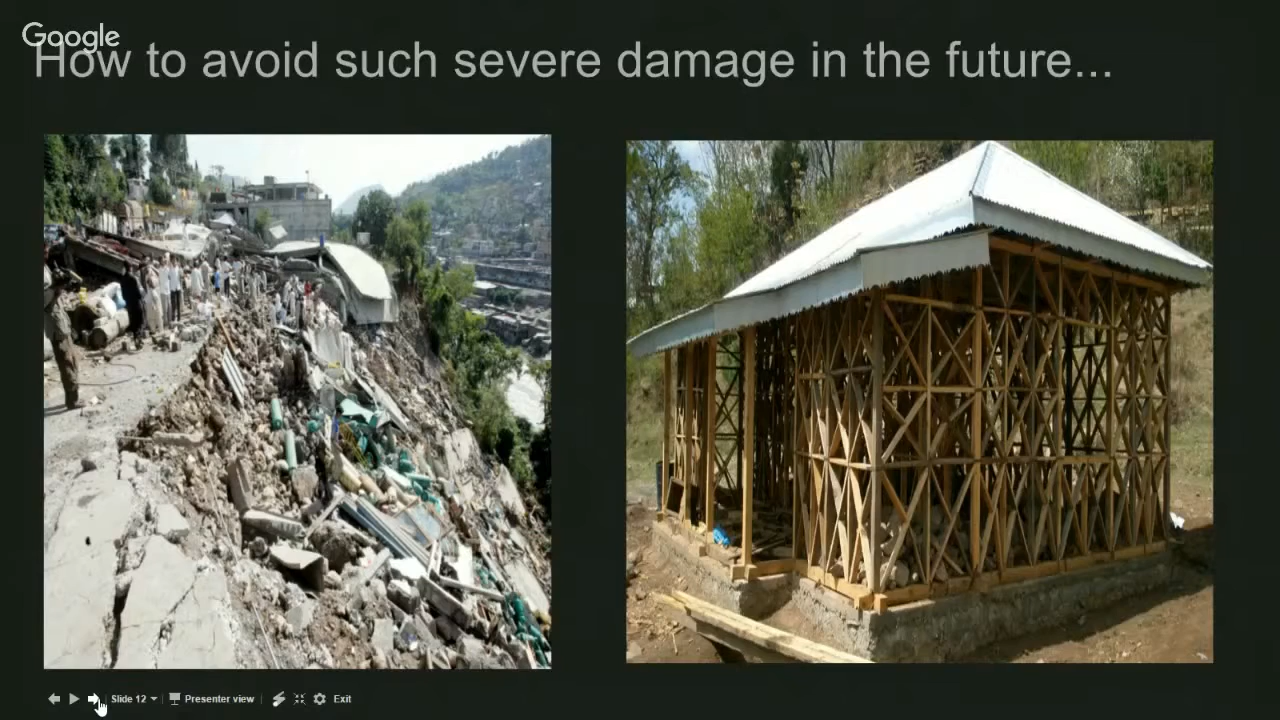 Google
How to avoid such severe damage in the future...
Slide 12
Presenter view
Exit